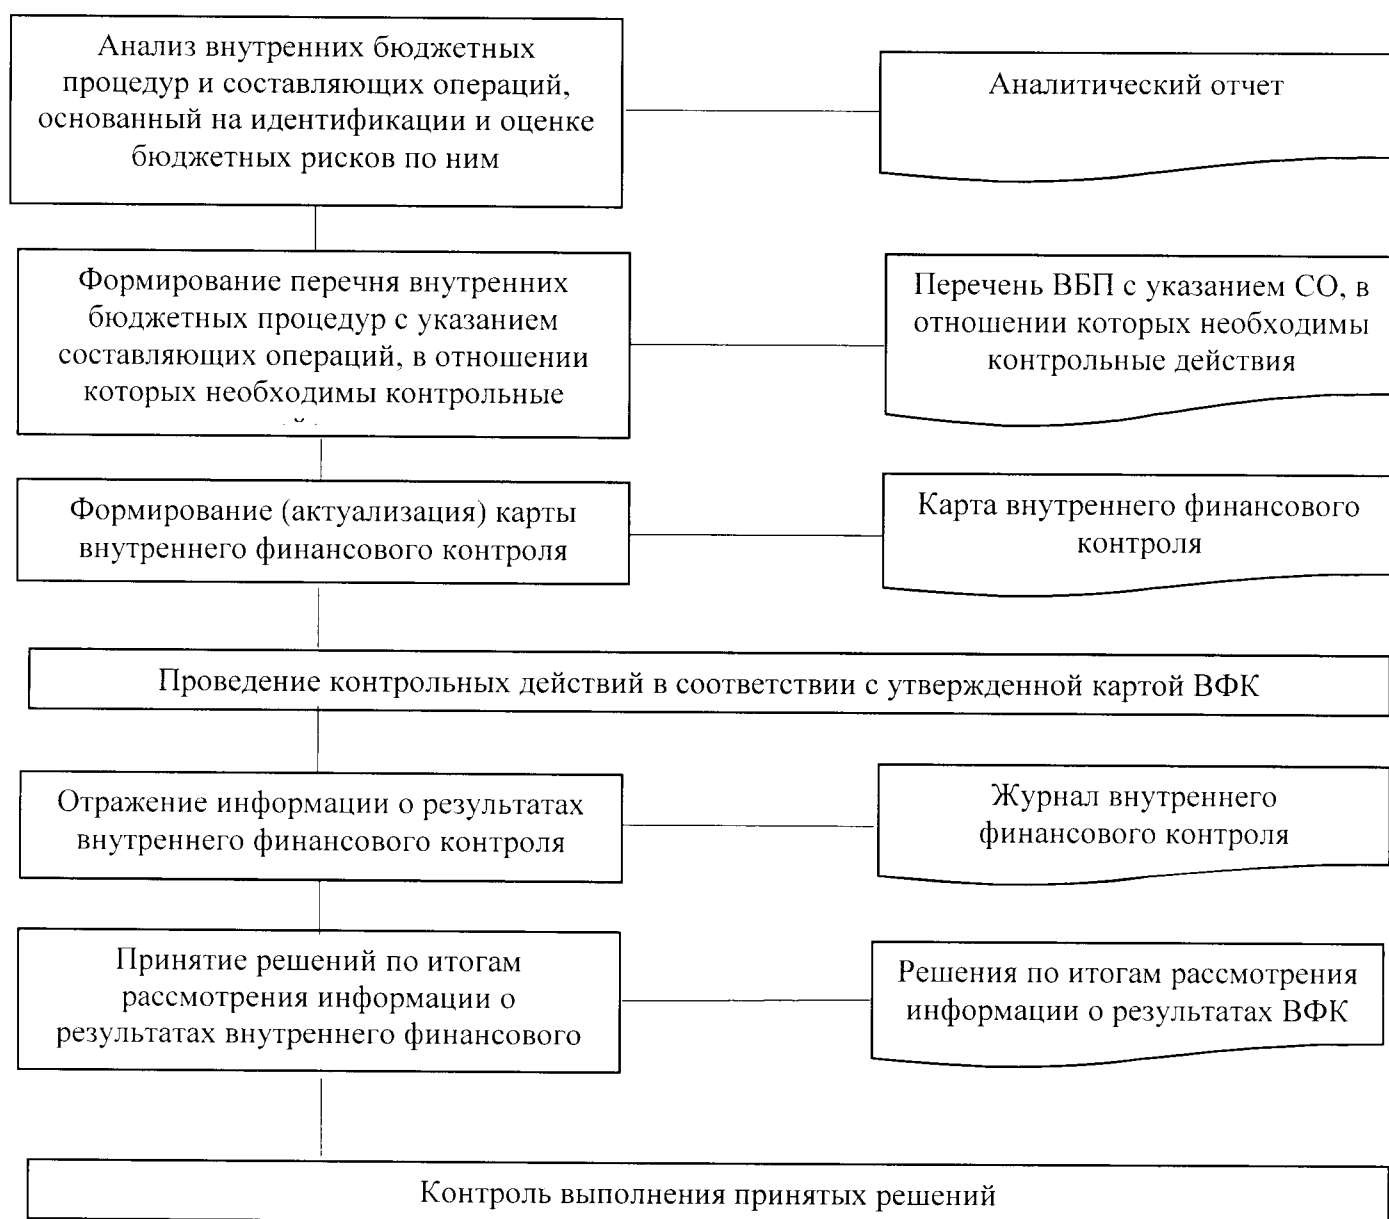 Анализ внутренних бюджетных
процедур и составляющих операций,
основанный на идентификации и оценке
бюджетных рисков по ним
Аналитический отчет
Формирование перечня внутренних
бюджетных процедур с указанием
составляющих операций, в отношении
которых необходимы контрольные
Перечень ВБП с указанием СО, в
отношении которых необходимы
контрольные действия
Формирование (актуализация) карты
внутреннего финансового контроля
Карта внутреннего финансового
контроля
Проведение контрольных действий в соответствии с утвержденной картой ВФК
Отражение информации о результатах
внутреннего финансового контроля
Журнал внутреннего
финансового контроля
Принятие решений по итогам
рассмотрения информации о
результатах внутреннего финансового
Решения по итогам рассмотрения
информации о результатах ВФК
Контроль выполнения принятых решений